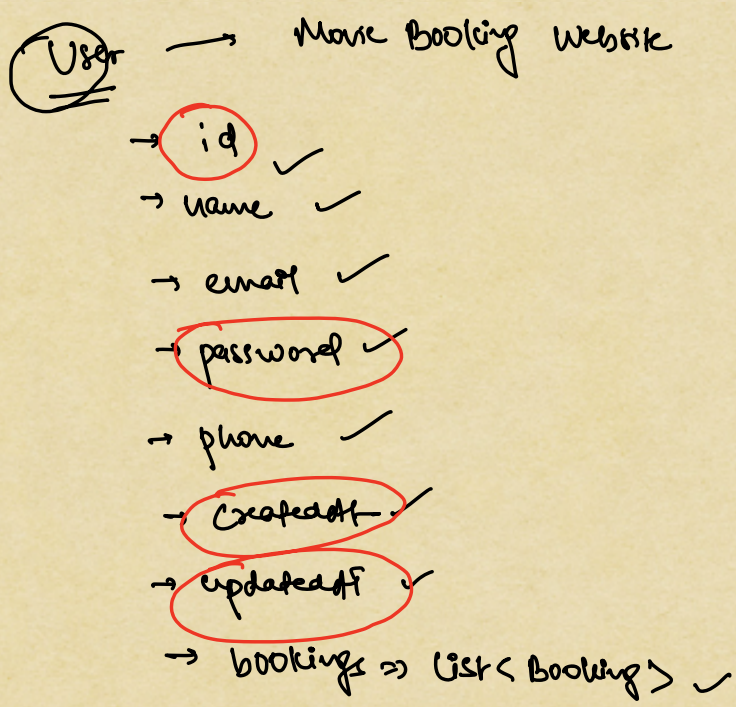 User → Movie Booking Website
→ id ✓
→ name ✓
→ email ✓
→ password ✓
→ phone ✓
→ createdAt ✓
→ updatedAt ✓
→ bookings => List < Booking > ✓